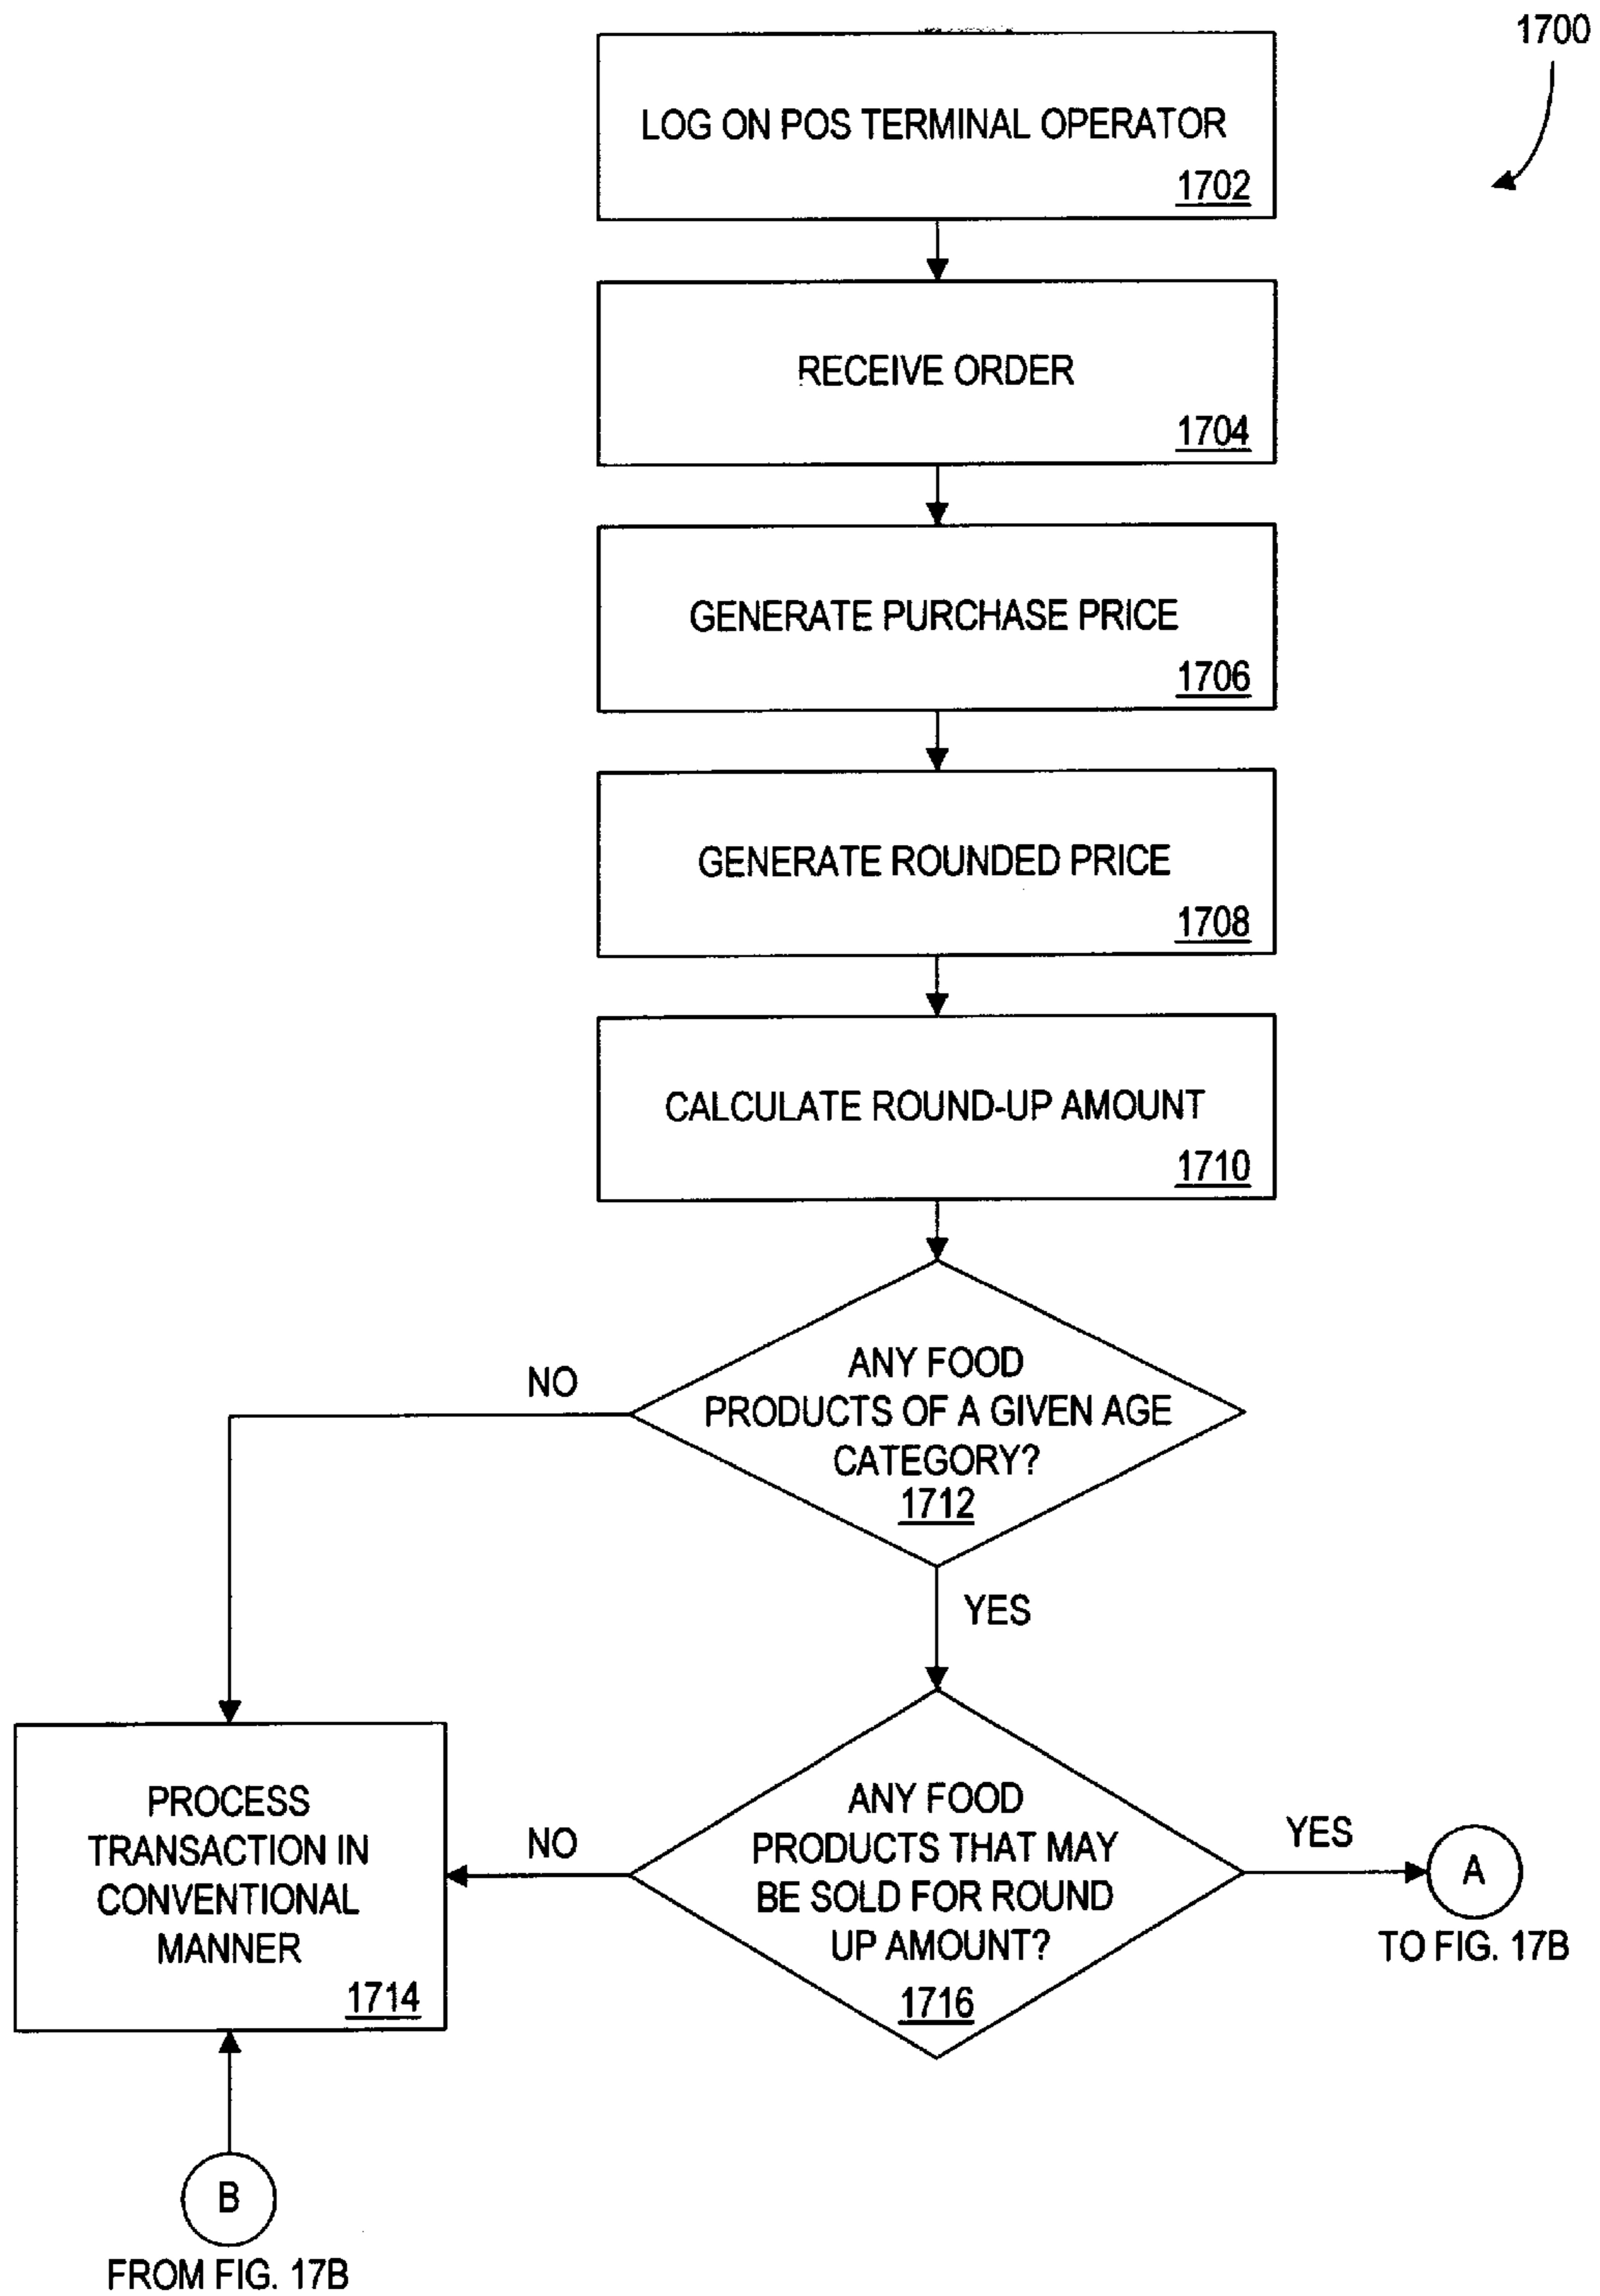 1700
LOG ON POS TERMINAL OPERATOR
1702
RECEIVE ORDER
1704
GENERATE PURCHASE PRICE
1706
GENERATE ROUNDED PRICE
1708
CALCULATE ROUND-UP AMOUNT
1710
ANY FOOD
PRODUCTS OF A GIVEN AGE
CATEGORY?
1712
NO
YES
PROCESS
TRANSACTION IN
CONVENTIONAL
MANNER
1714
NO
ANY FOOD
PRODUCTS THAT MAY
BE SOLD FOR ROUND
UP AMOUNT?
1716
YES
A
TO FIG. 17B
B
FROM FIG. 17B